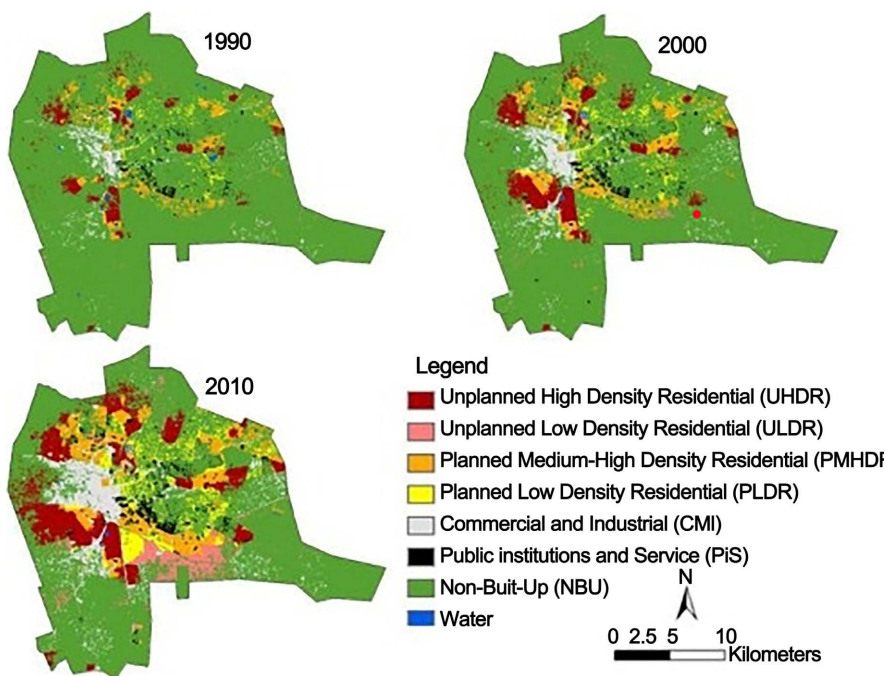 1990
2000
2010
Legend
Unplanned High Density Residential (UHDR)
Unplanned Low Density Residential (ULDR)
Planned Medium-High Density Residential (PMHDR
Planned Low Density Residential (PLDR)
Commercial and Industrial (CMI)
Public institutions and Service (PiS)
Non-Buit-Up (NBU)
Water
N
0 2.5 5 10
Kilometers